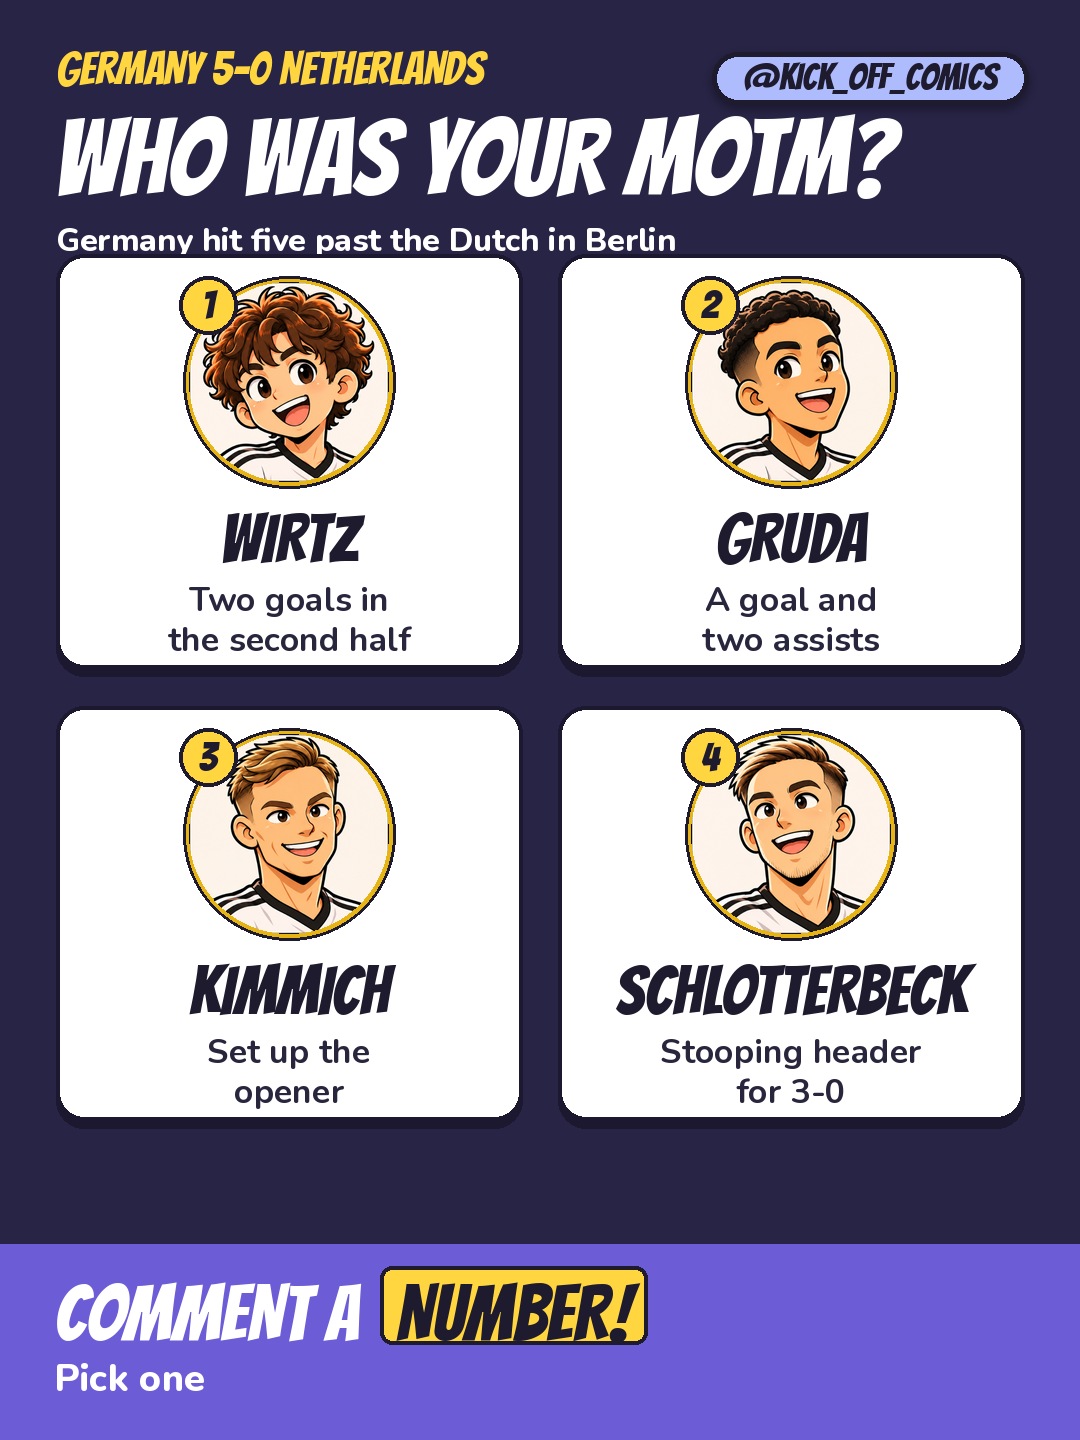 GERMANY 5-0 NETHERLANDS
@KICK_OFF_COMICS
WHO WAS YOUR MOTM?
Germany hit five past the Dutch in Berlin
1
WIRTZ
Two goals in
the second half
2
GRUDA
A goal and
two assists
3
KIMMICH
Set up the
opener
4
SCHLOTTERBECK
Stooping header
for 3-0
COMMENT A NUMBER!
Pick one